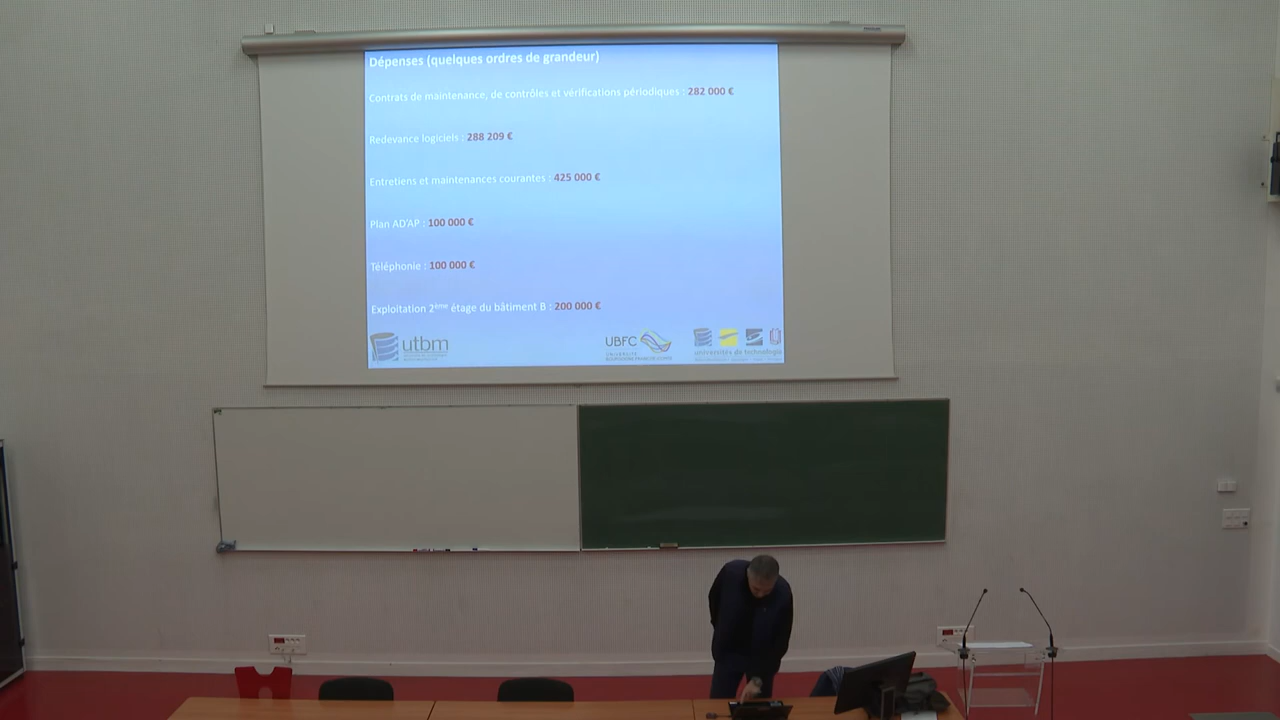 Dépenses (quelques ordres de grandeur)
Contrats de maintenance, de contrôles et vérifications périodiques : 282 000 €
Redevance logiciels : 288 209 €
Entretiens et maintenances courantes : 425 000 €
Plan AD'AP : 100 000 €
Téléphonie : 100 000 €
Exploitation 2ème étage du bâtiment B : 200 000 €
utbm
UBFC
universités de technologie